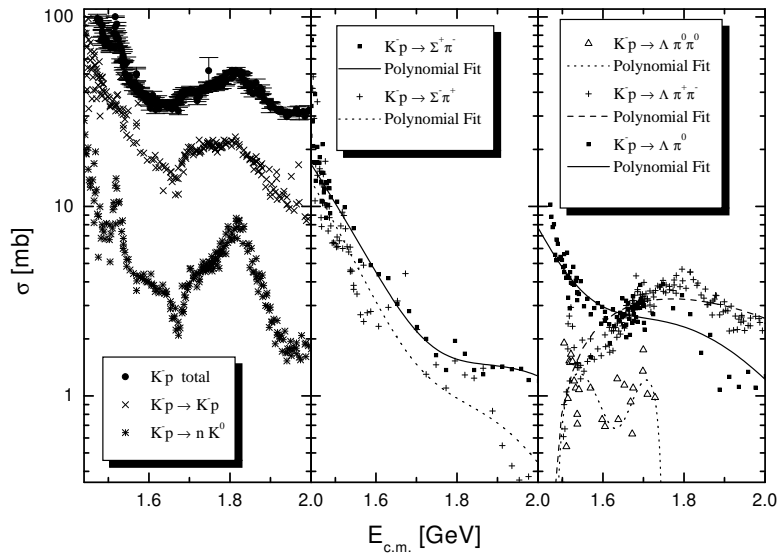 100
10
1
σ [mb]
K⁻p total
K⁻p → K⁻p
K⁻p → n K⁰
1.6
1.8
2.0
K⁻p → Σ⁺π⁻
Polynomial Fit
K⁻p → Σ⁻π⁺
Polynomial Fit
1.6
1.8
2.0
K⁻p → Λ π⁰π⁰
Polynomial Fit
K⁻p → Λ π⁺π⁻
Polynomial Fit
K⁻p → Λ π⁰
Polynomial Fit
1.6
1.8
2.0
E_c.m. [GeV]